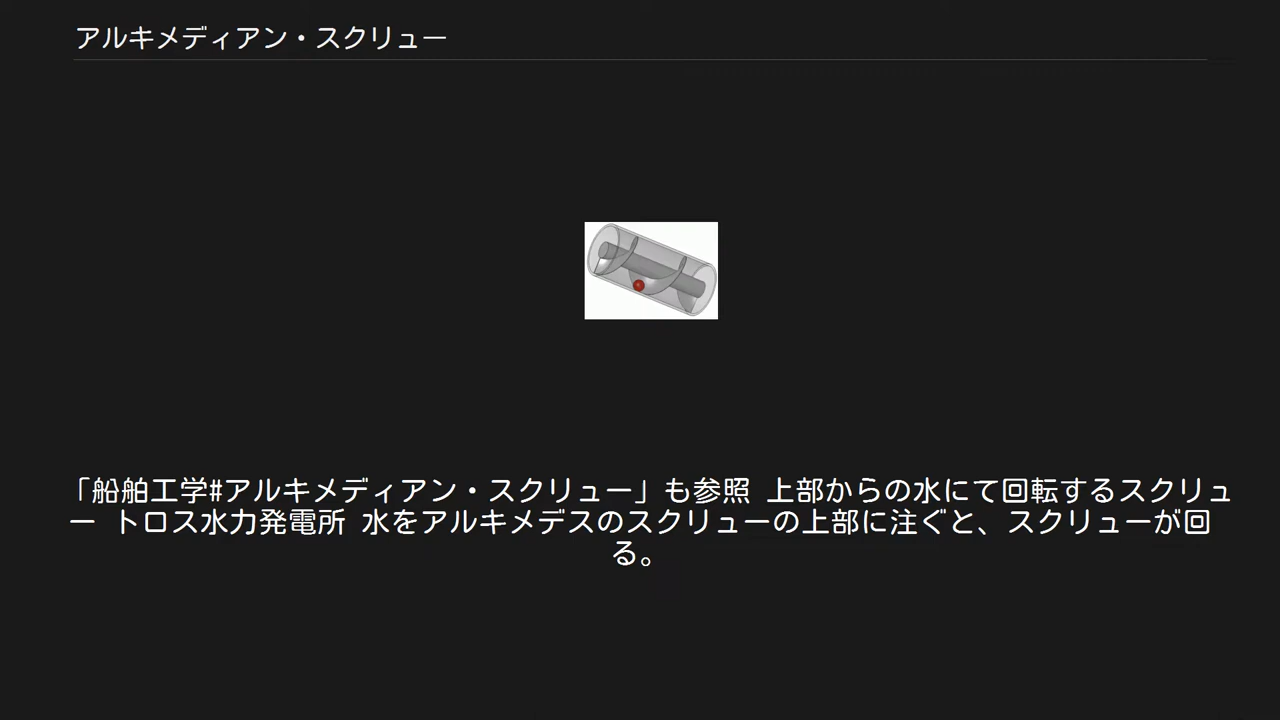 アルキメディアン・スクリュー
「船舶工学#アルキメディアン・スクリュー」も参照 上部からの水にて回転するスクリュ
ー トロス水力発電所 水をアルキメデスのスクリューの上部に注ぐと、スクリューが回
る。